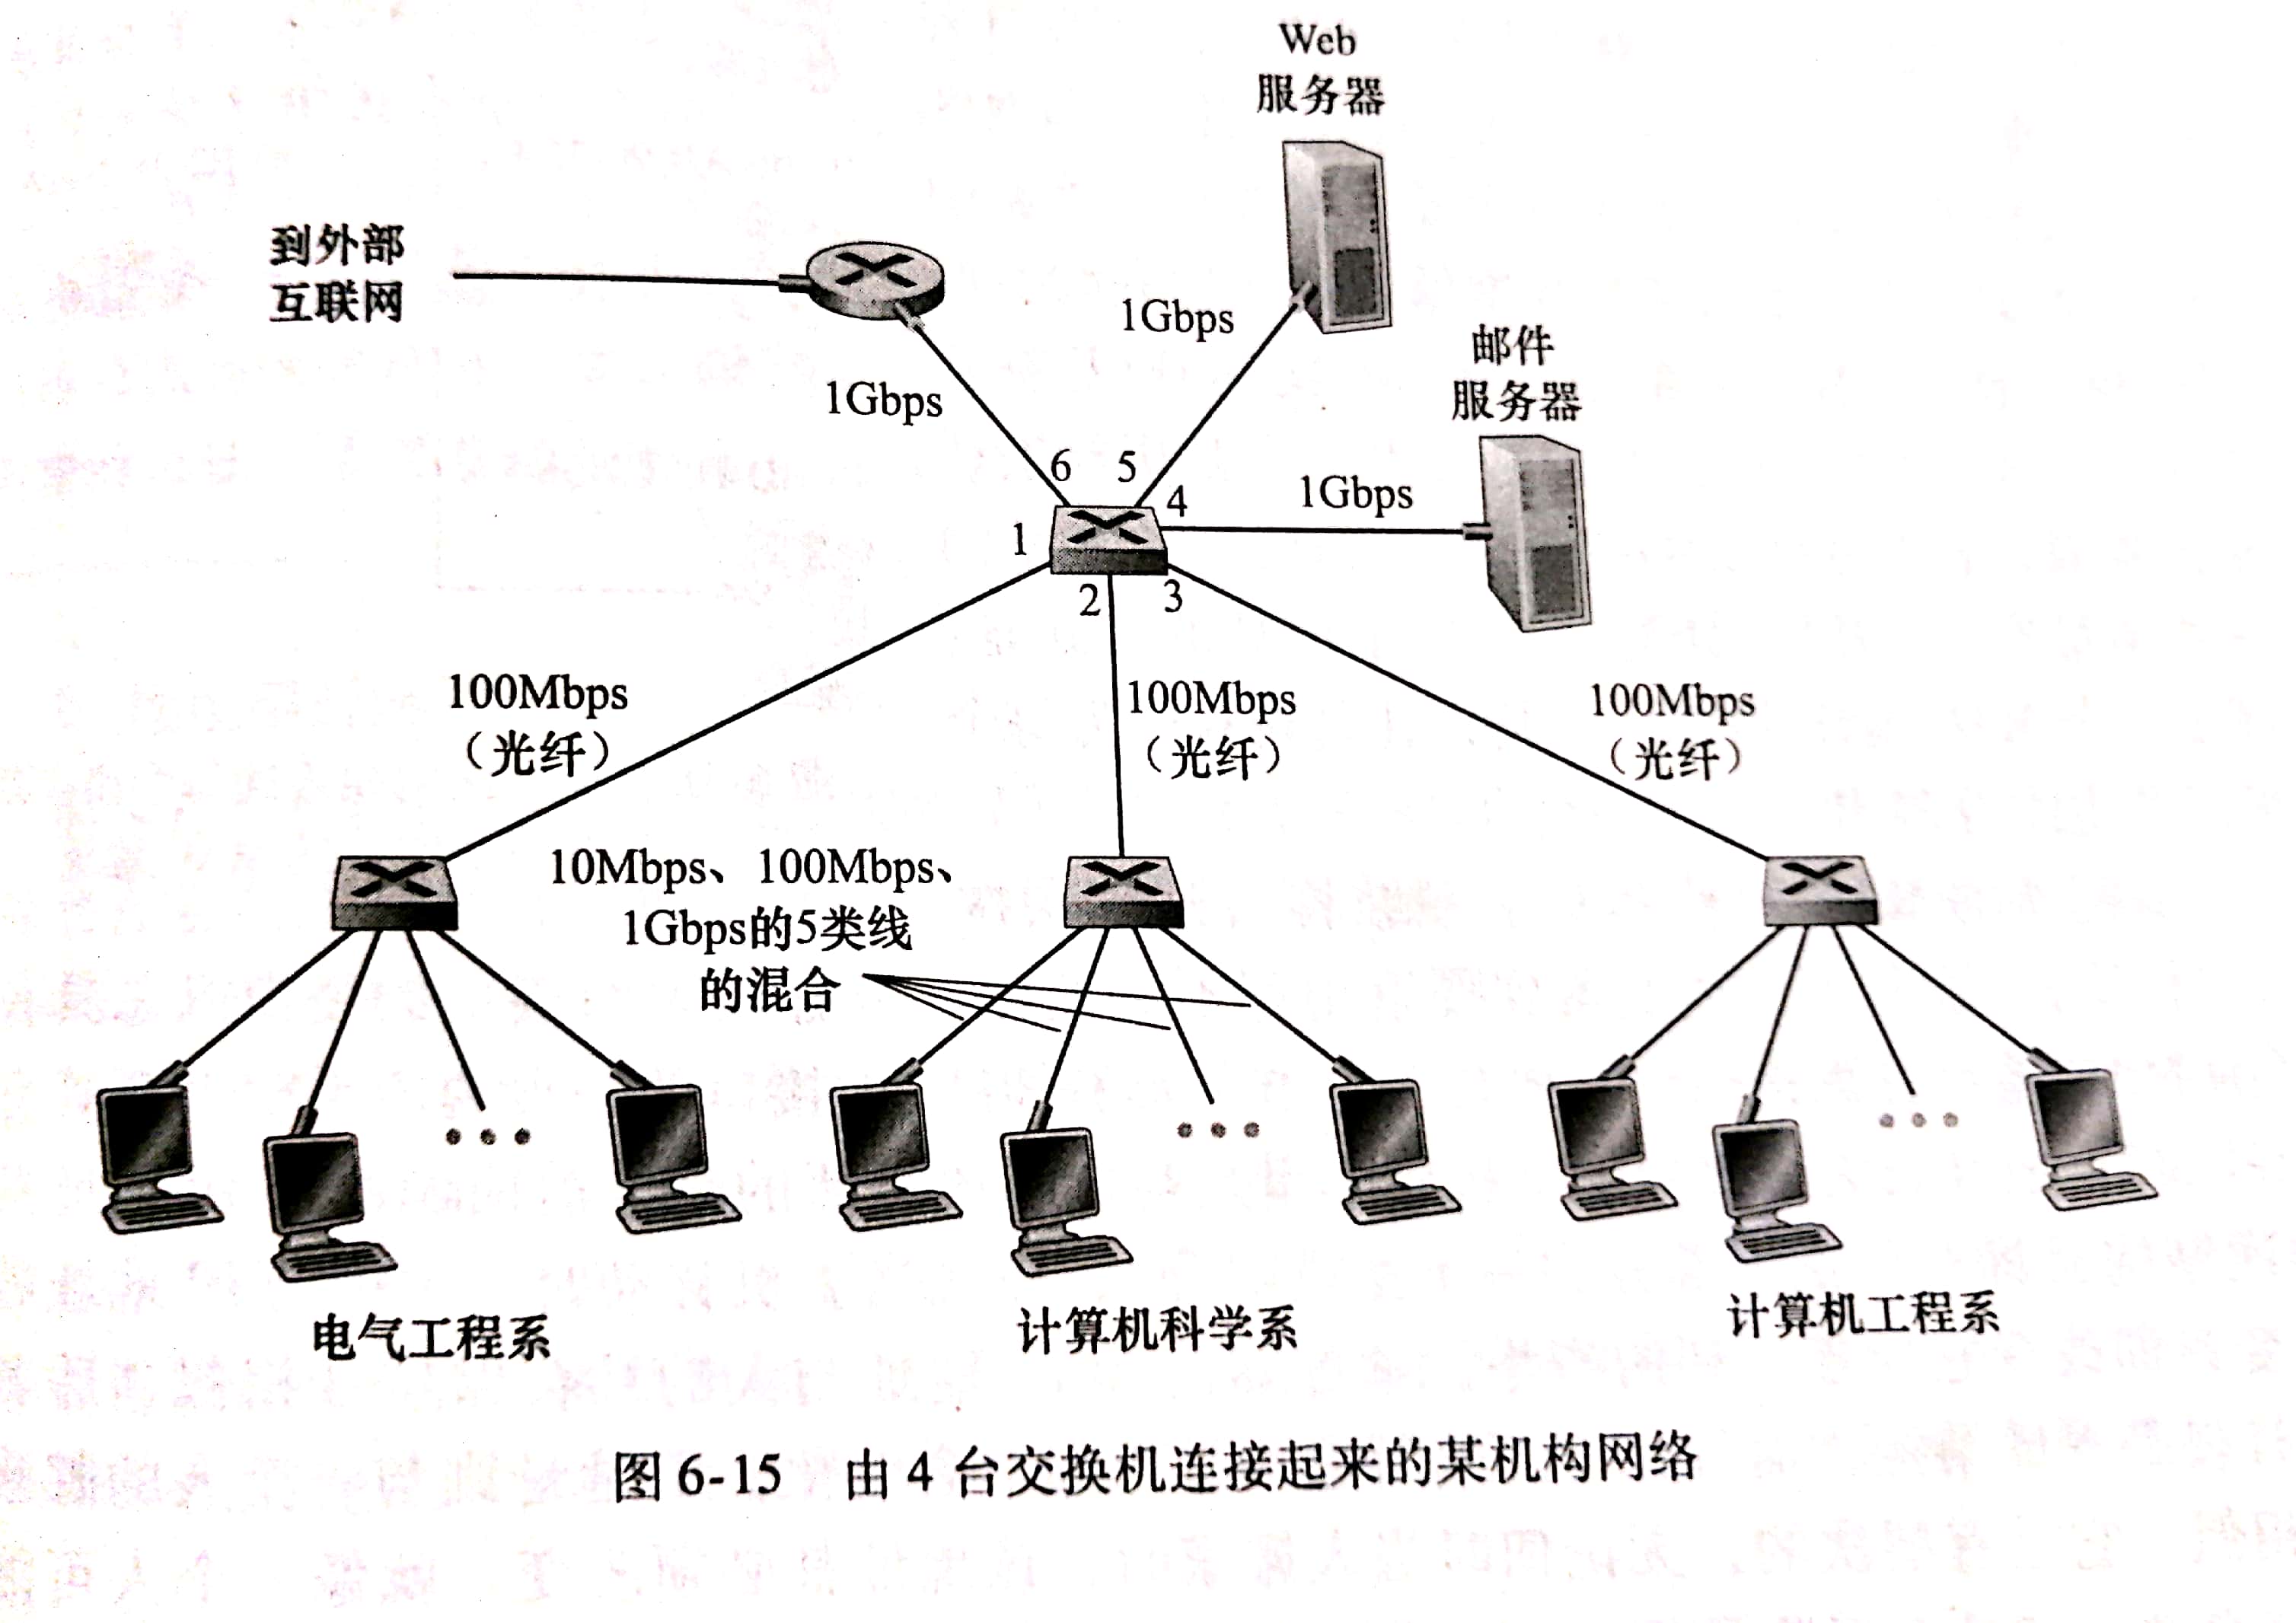 Web
服务器
到外部
互联网
1Gbps
邮件
服务器
1Gbps
6
5
4
1Gbps
1
2
3
100Mbps
（光纤）
100Mbps
（光纤）
100Mbps
（光纤）
10Mbps、100Mbps、
1Gbps的5类线
的混合
电气工程系
计算机科学系
计算机工程系
图 6-15 由 4 台交换机连接起来的某机构网络